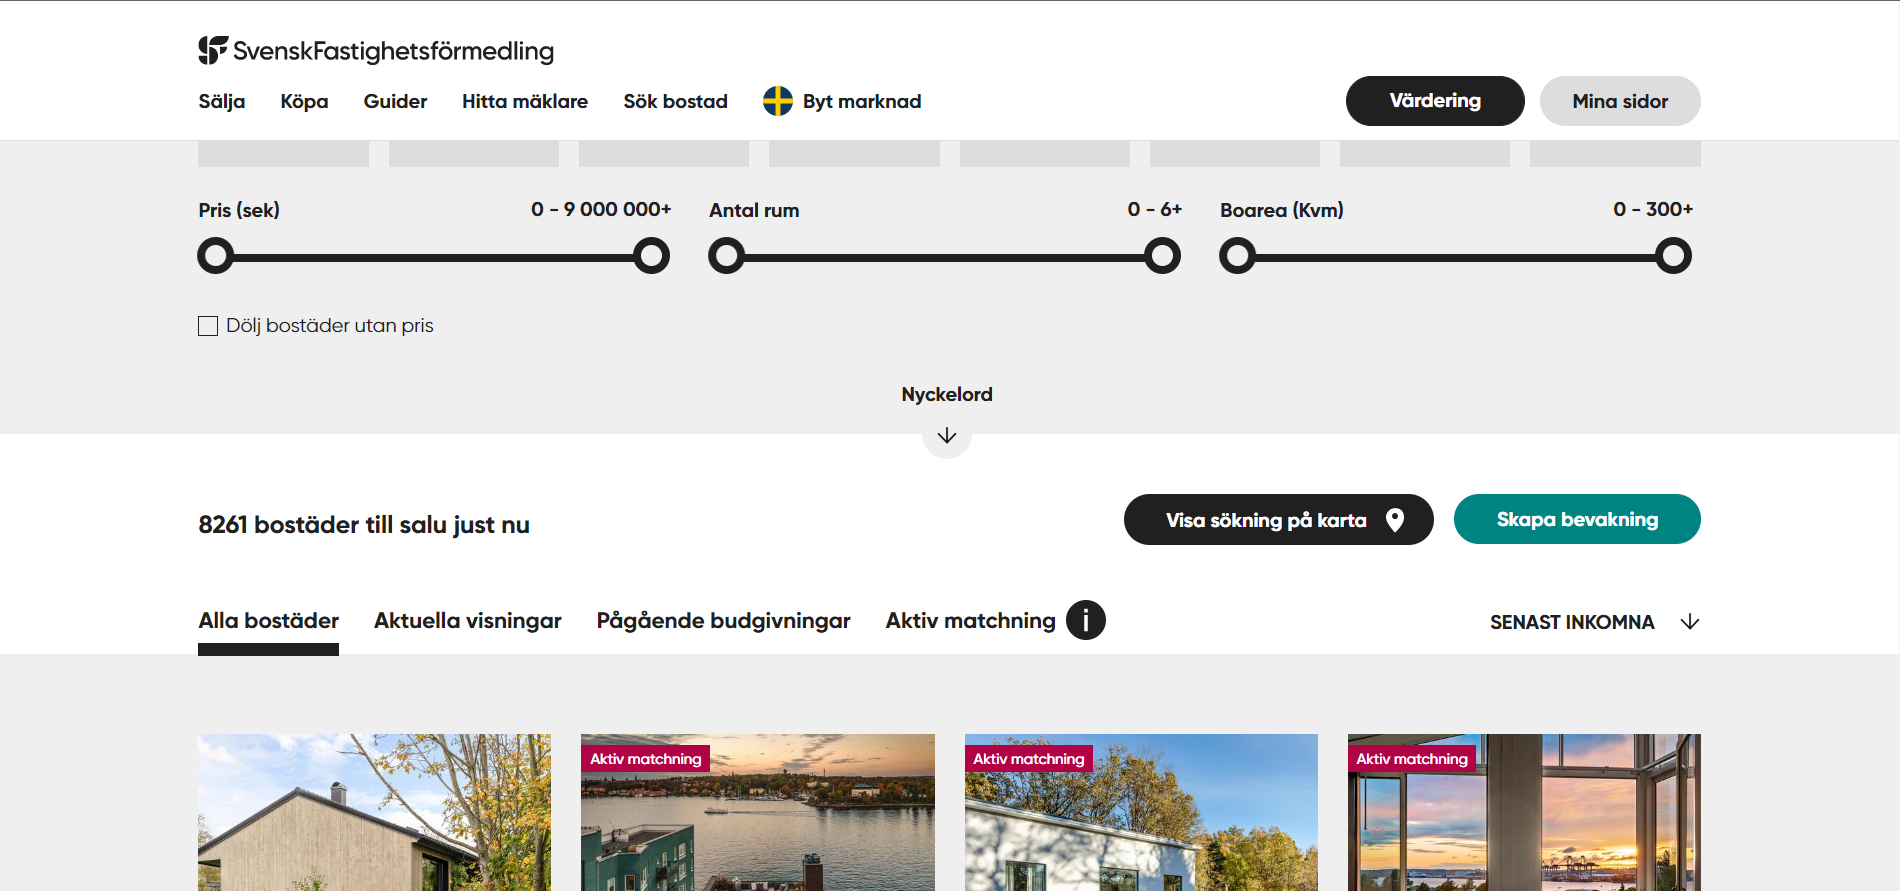 SvenskFastighetsförmedling
Sälja Köpa Guider Hitta mäklare Sök bostad Byt marknad Värdering Mina sidor
Pris (sek) 0 - 9 000 000+ Antal rum 0 - 6+ Boarea (Kvm) 0 - 300+
Dölj bostäder utan pris
Nyckelord
8261 bostäder till salu just nu Visa sökning på karta Skapa bevakning
Alla bostäder Aktuella visningar Pågående budgivningar Aktiv matchning i SENAST INKOMNA
Aktiv matchning Aktiv matchning Aktiv matchning